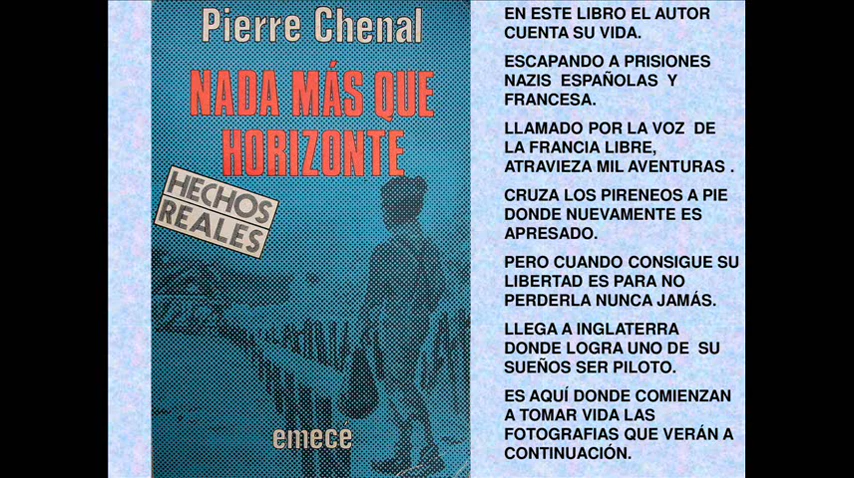 Pierre Chenal
NADA MÁS QUE
HORIZONTE
HECHOS
REALES
emecé
EN ESTE LIBRO EL AUTOR
CUENTA SU VIDA.
ESCAPANDO A PRISIONES
NAZIS ESPAÑOLAS Y
FRANCESA.
LLAMADO POR LA VOZ DE
LA FRANCIA LIBRE,
ATRAVIEZA MIL AVENTURAS .
CRUZA LOS PIRENEOS A PIE
DONDE NUEVAMENTE ES
APRESADO.
PERO CUANDO CONSIGUE SU
LIBERTAD ES PARA NO
PERDERLA NUNCA JAMÁS.
LLEGA A INGLATERRA
DONDE LOGRA UNO DE SU
SUEÑOS SER PILOTO.
ES AQUÍ DONDE COMIENZAN
A TOMAR VIDA LAS
FOTOGRAFIAS QUE VERÁN A
CONTINUACIÓN.